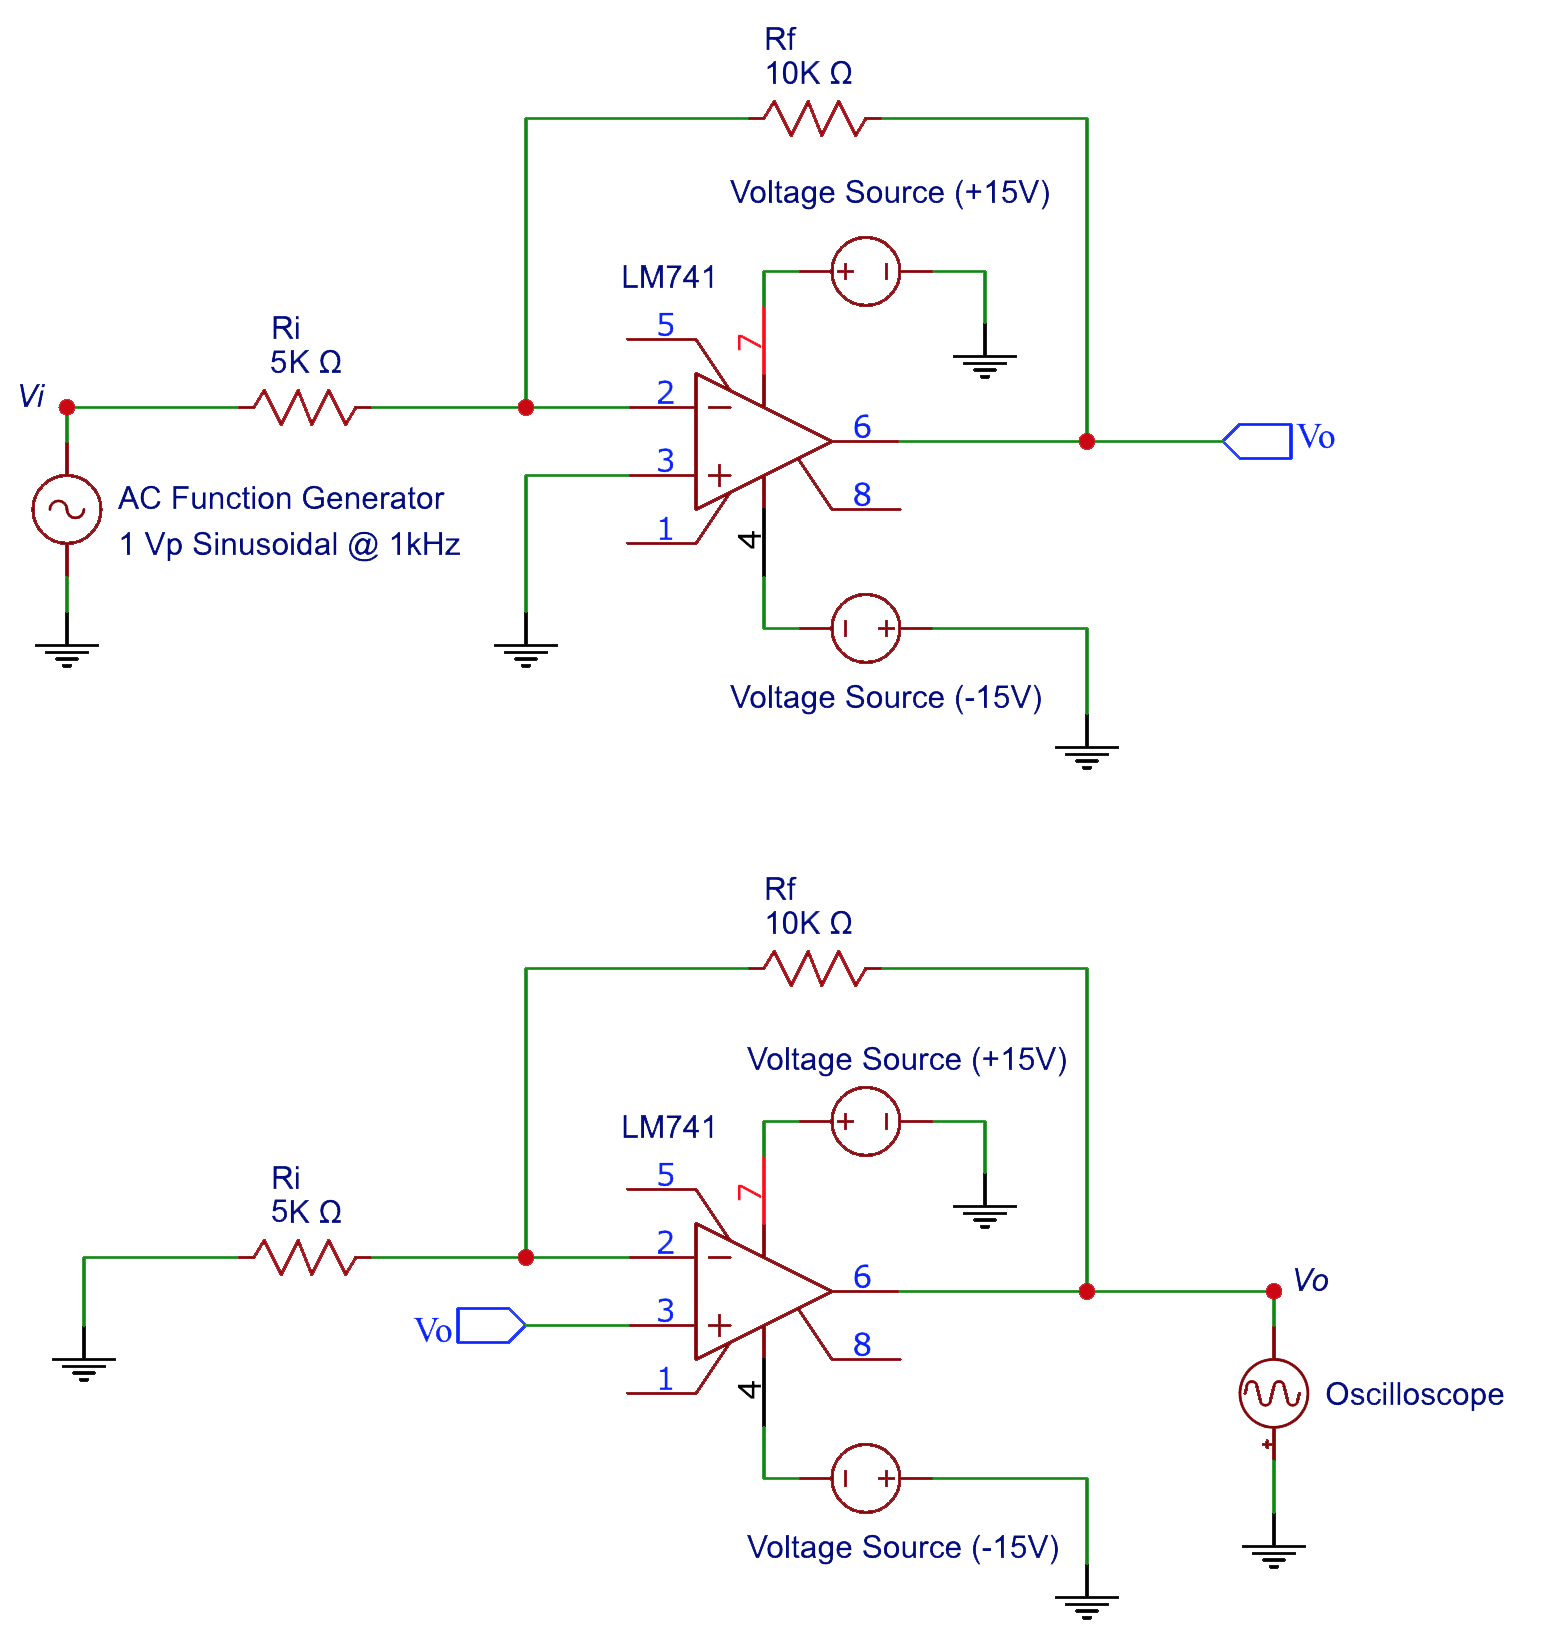 Rf
10K Ω
Voltage Source (+15V)
LM741
5
7
Ri
5K Ω
Vi
2
6
Vo
3
AC Function Generator
8
1 Vp Sinusoidal @ 1kHz
1
4
Voltage Source (-15V)
Rf
10K Ω
Voltage Source (+15V)
LM741
5
7
Ri
5K Ω
2
6
Vo
3
Vo
8
1
4
Oscilloscope
Voltage Source (-15V)